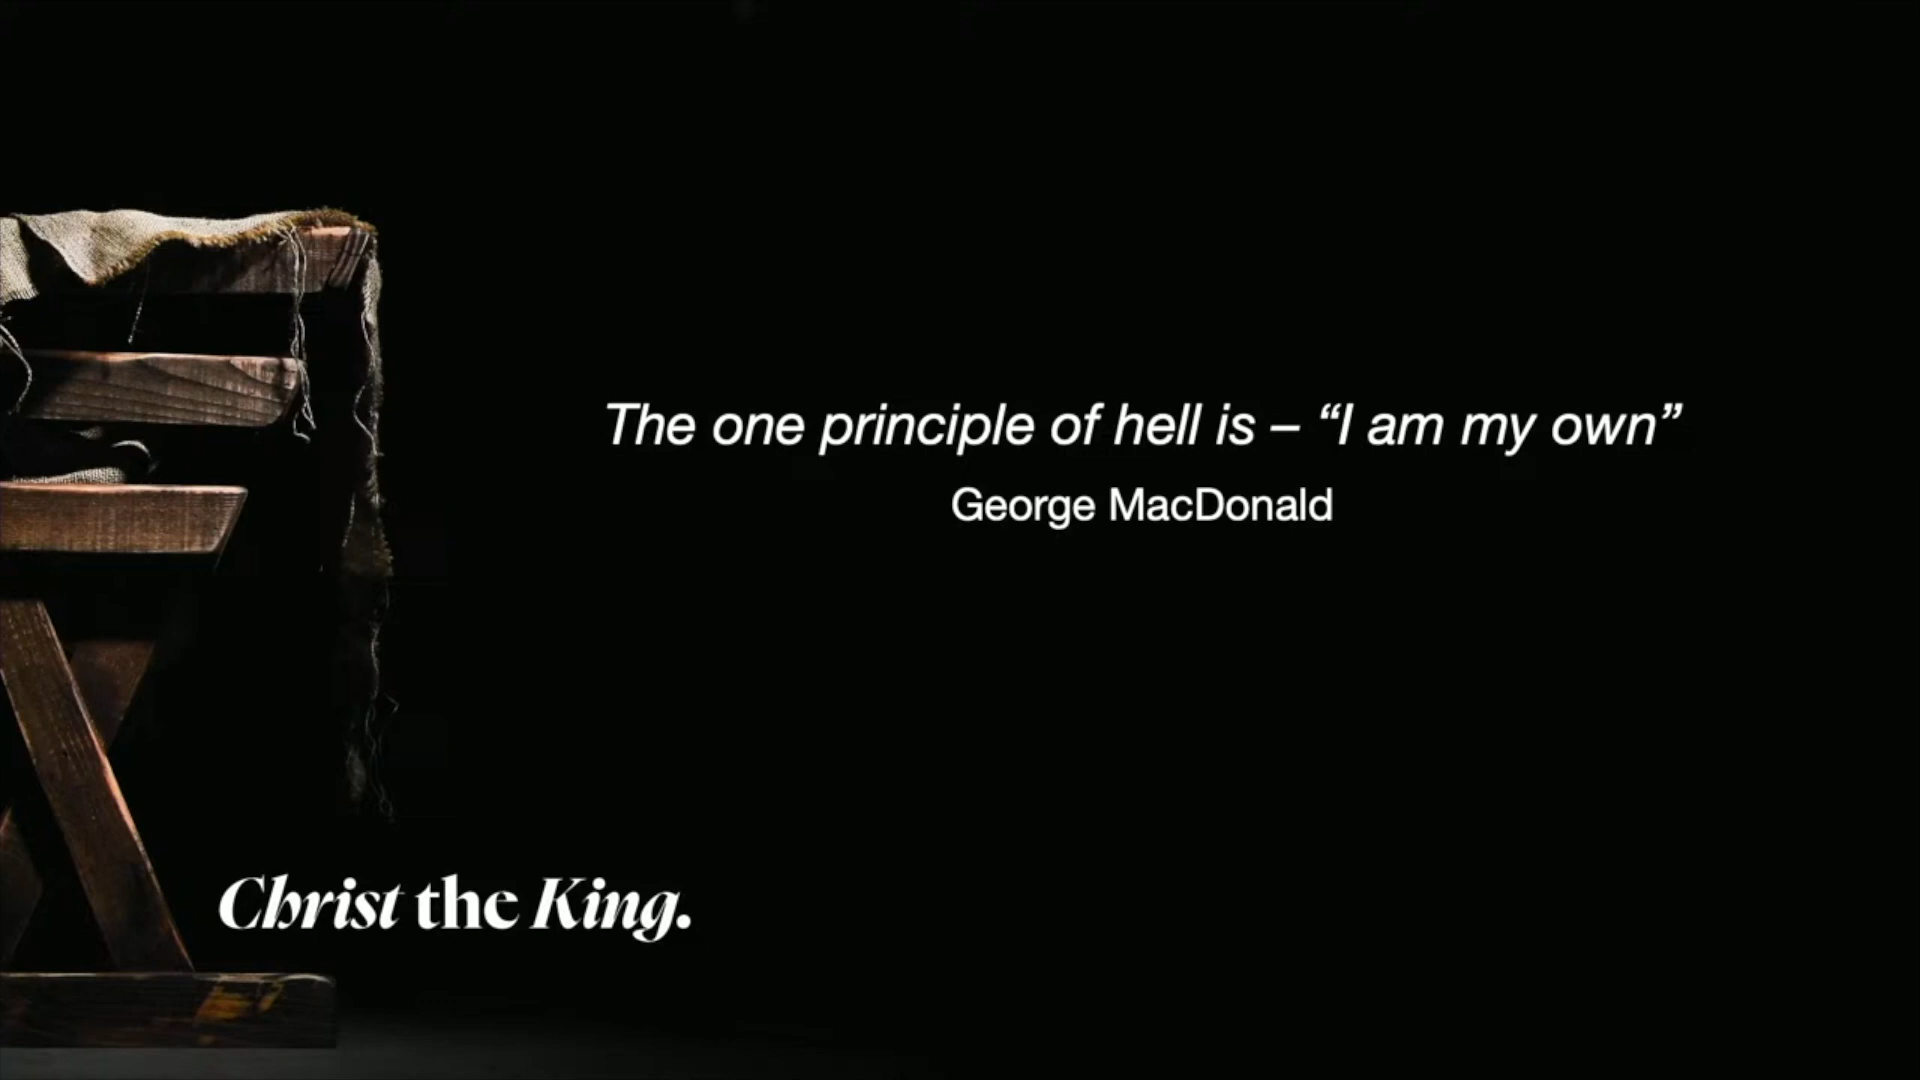 The one principle of hell is – “I am my own”
George MacDonald
Christ the King.